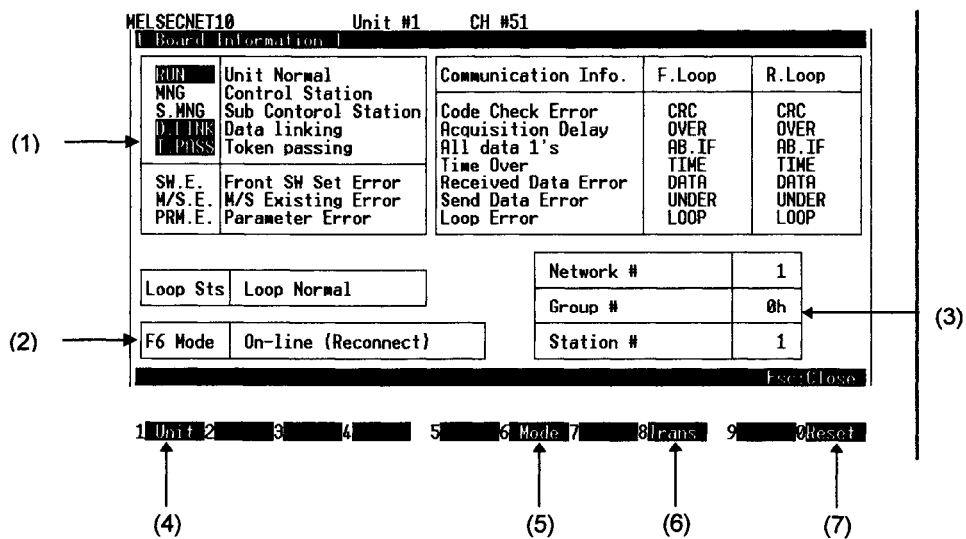 MELSECNET10 Unit #1 CH #51
[ Board Information ]
RUN Unit Normal
MNG Control Station
S.MNG Sub Contorol Station
D.LINK Data linking
T.PASS Token passing
SW.E. Front SW Set Error
M/S.E. M/S Existing Error
PRM.E. Parameter Error
Communication Info. F.Loop R.Loop
Code Check Error CRC CRC
Acquisition Delay OVER OVER
All data 1's AB.IF AB.IF
Time Over TIME TIME
Received Data Error DATA DATA
Send Data Error UNDER UNDER
Loop Error LOOP LOOP
(1)
Loop Sts Loop Normal
(2)
F6 Mode On-line (Reconnect)
Network # 1
Group # 0h
Station # 1
(3)
Esc:Close
1 Unit 2 3 4 5 6 Mode 7 8 Trans 9 0 Reset
(4) (5) (6) (7)